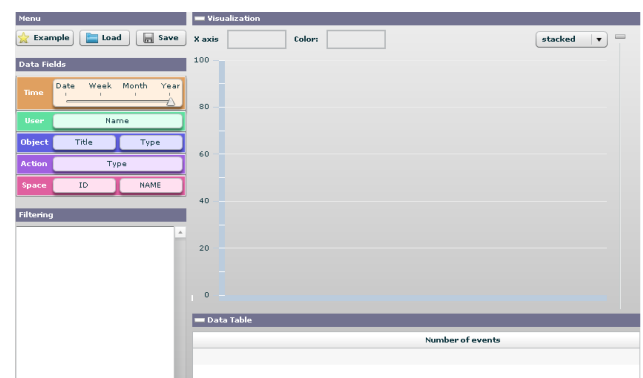 Menu
Example Load Save
Data Fields
Time Date Week Month Year
User Name
Object Title Type
Action Type
Space ID NAME
Filtering
Visualization
X axis Color: stacked
100
80
60
40
20
0
Data Table
Number of events